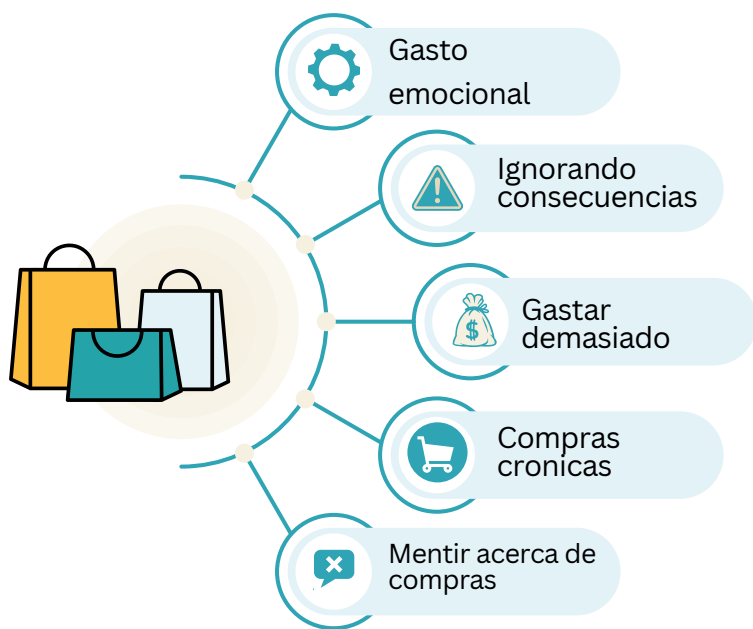 Gasto
emocional
Ignorando
consecuencias
$
Gastar
demasiado
Compras
cronicas
Mentir acerca de
compras